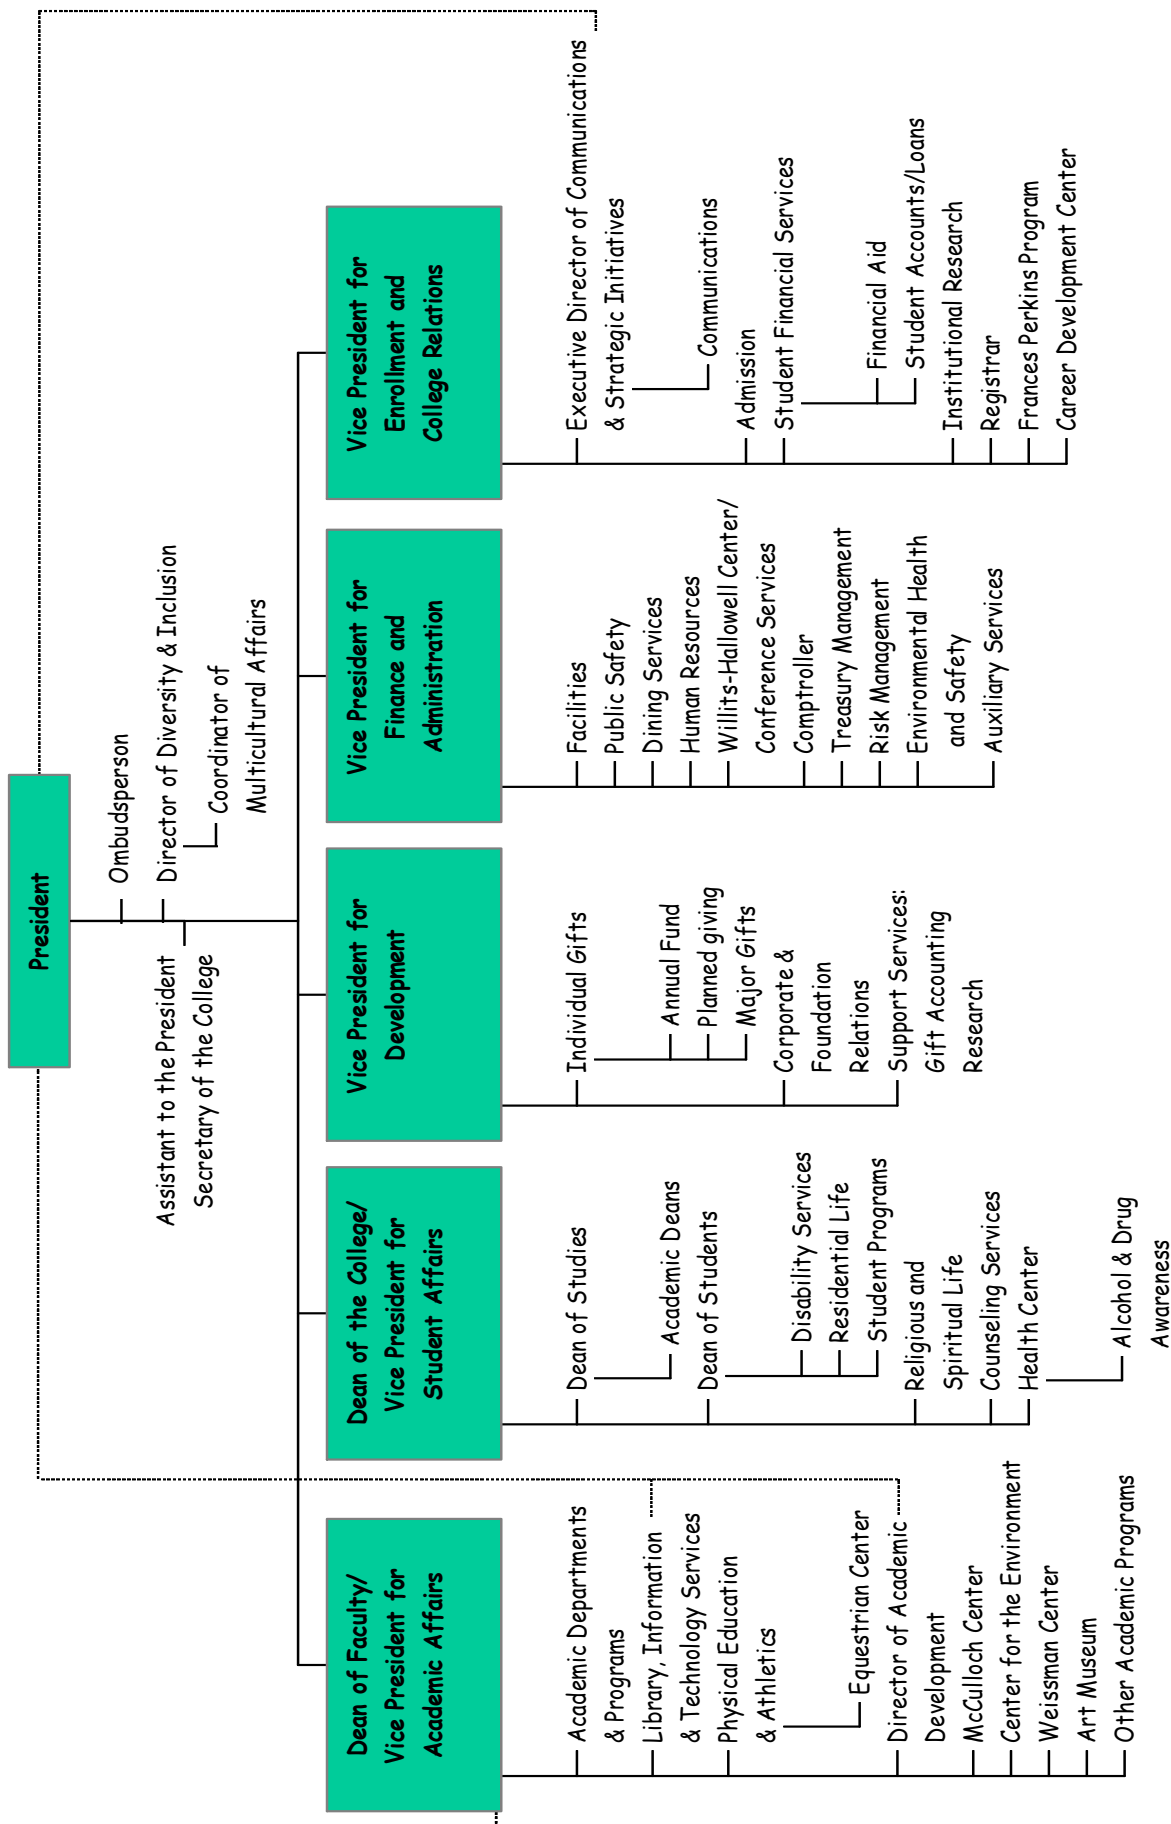 President
Ombudsperson
Director of Diversity & Inclusion
Coordinator of
Multicultural Affairs
Assistant to the President
Secretary of the College
Dean of Faculty/
Vice President for
Academic Affairs
Academic Departments
& Programs
Library, Information
& Technology Services
Physical Education
& Athletics
Equestrian Center
Director of Academic
Development
McCulloch Center
Center for the Environment
Weissman Center
Art Museum
Other Academic Programs
Dean of the College/
Vice President for
Student Affairs
Dean of Studies
Academic Deans
Dean of Students
Disability Services
Residential Life
Student Programs
Religious and
Spiritual Life
Counseling Services
Health Center
Alcohol & Drug
Awareness
Vice President for
Development
Individual Gifts
Annual Fund
Planned giving
Major Gifts
Corporate &
Foundation
Relations
Support Services:
Gift Accounting
Research
Vice President for
Finance and
Administration
Facilities
Public Safety
Dining Services
Human Resources
Willits-Hallowell Center/
Conference Services
Comptroller
Treasury Management
Risk Management
Environmental Health
and Safety
Auxiliary Services
Vice President for
Enrollment and
College Relations
Executive Director of Communications
& Strategic Initiatives
Communications
Admission
Student Financial Services
Financial Aid
Student Accounts/Loans
Institutional Research
Registrar
Frances Perkins Program
Career Development Center